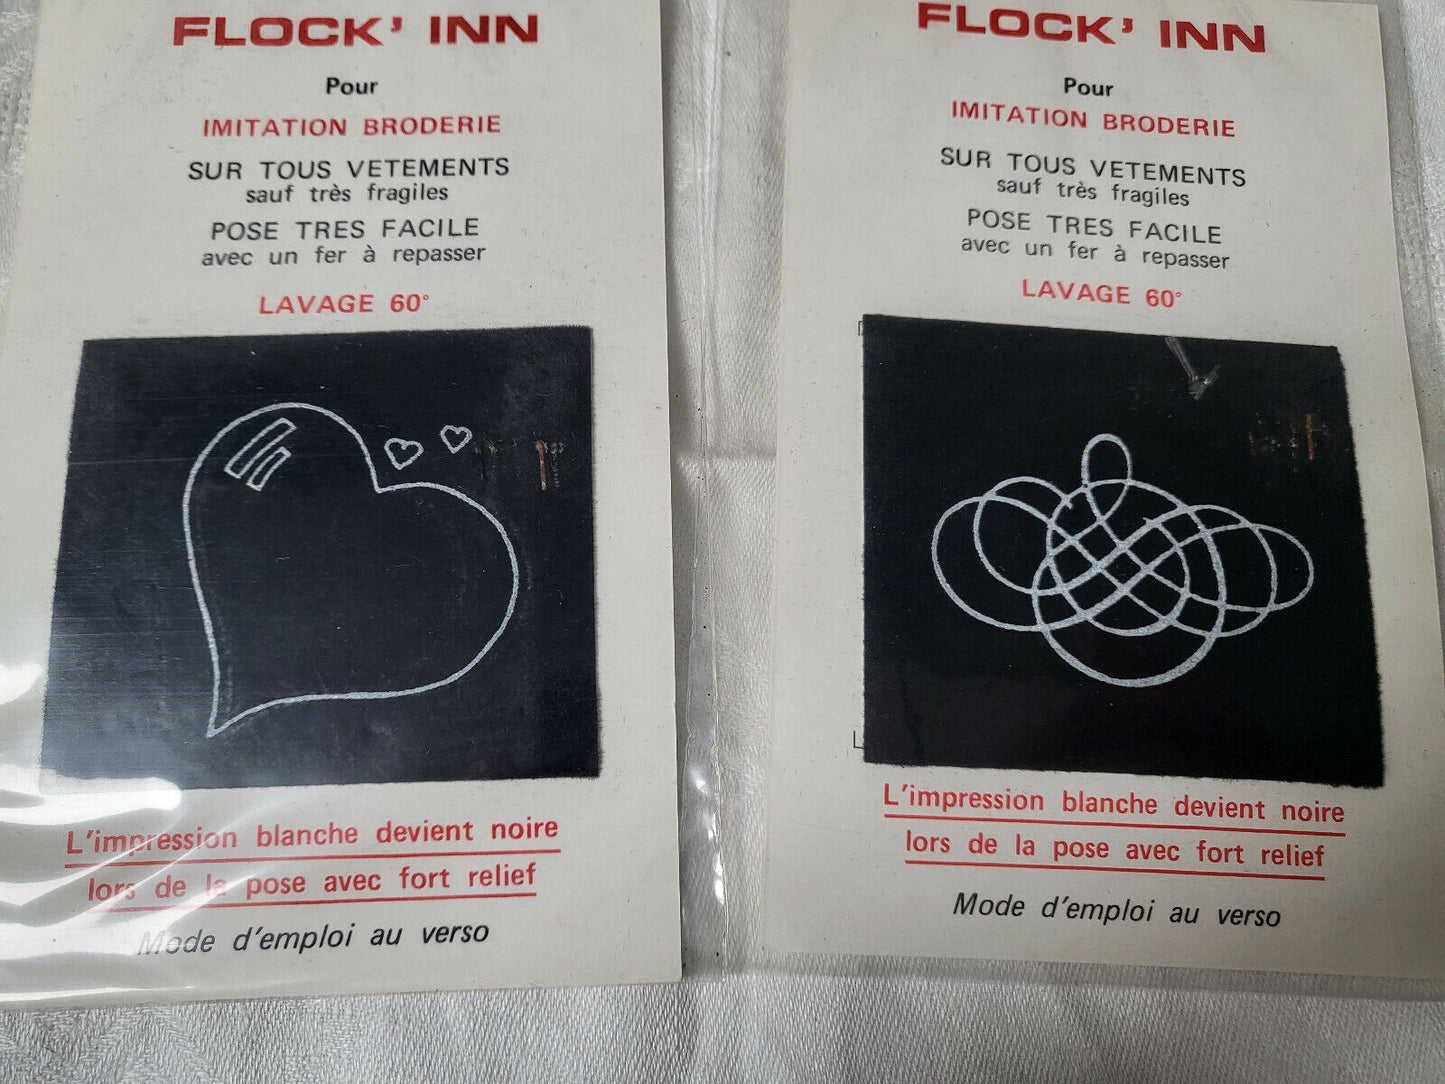 FLOCK' INN
Pour
IMITATION BRODERIE
SUR TOUS VETEMENTS
sauf très fragiles
POSE TRES FACILE
avec un fer à repasser
LAVAGE 60°
L'impression blanche devient noire
lors de la pose avec fort relief
Mode d'emploi au verso
FLOCK' INN
Pour
IMITATION BRODERIE
SUR TOUS VETEMENTS
sauf très fragiles
POSE TRES FACILE
avec un fer à repasser
LAVAGE 60°
L'impression blanche devient noire
lors de la pose avec fort relief
Mode d'emploi au verso